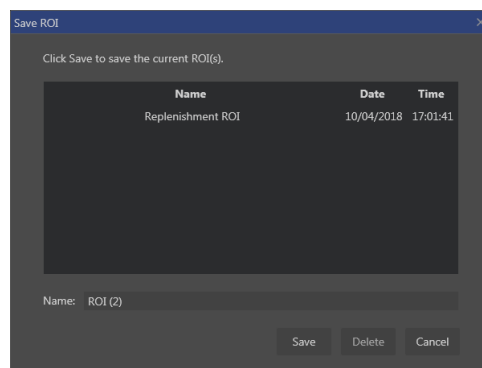 Save ROI
Click Save to save the current ROI(s).
Name Date Time
Replenishment ROI 10/04/2018 17:01:41
Name: ROI (2)
Save Delete Cancel